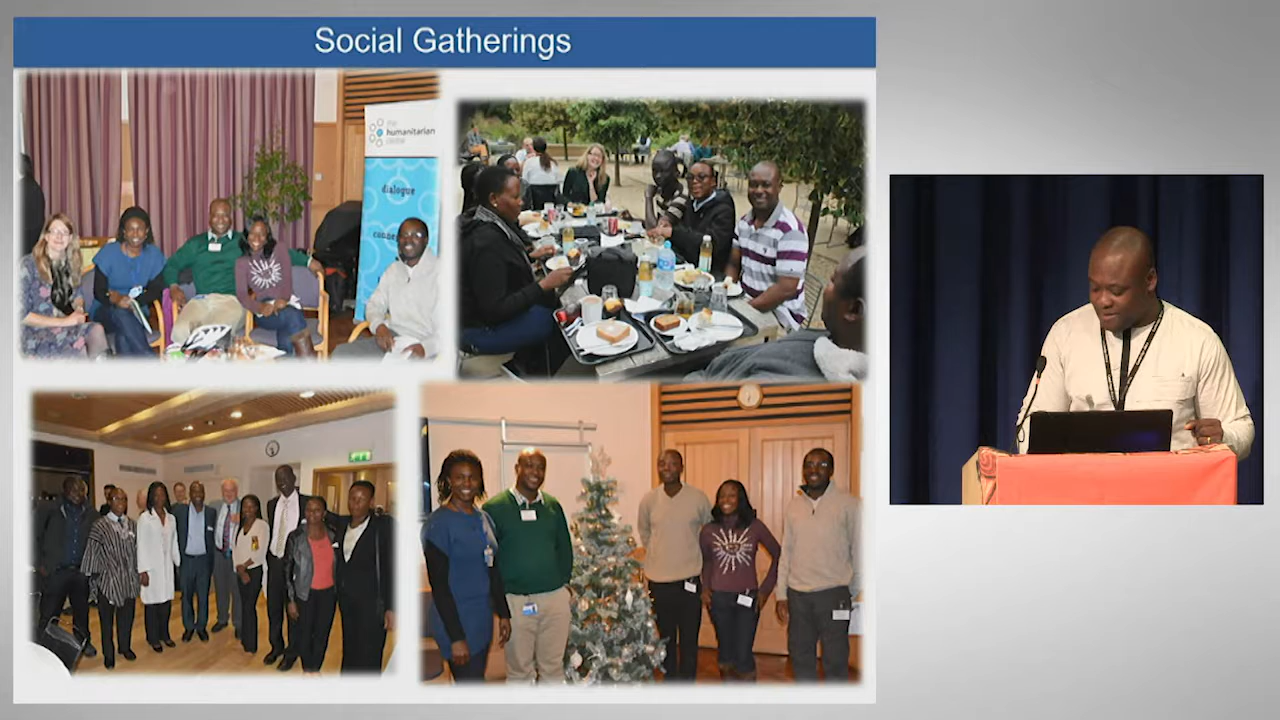 Social Gatherings
the
humanitarian
centre
dialogue